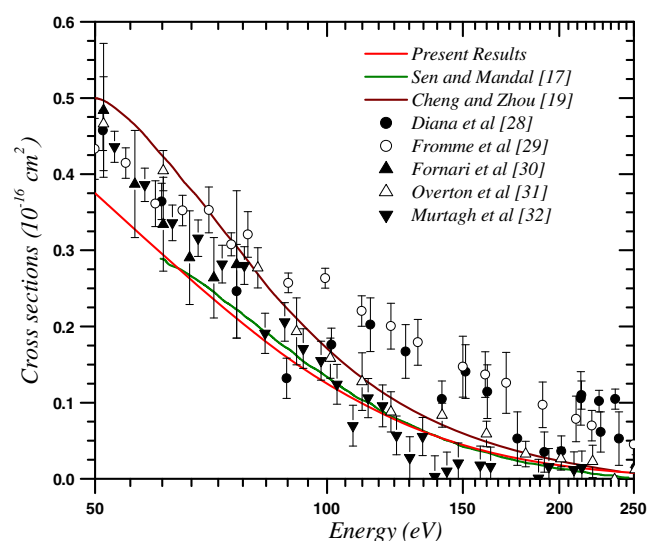 0.6
0.5
0.4
0.3
0.2
0.1
0.0
Cross sections (10⁻¹⁶ cm²)
Present Results
Sen and Mandal [17]
Cheng and Zhou [19]
Diana et al [28]
Fromme et al [29]
Fornari et al [30]
Overton et al [31]
Murtagh et al [32]
50 100 150 200 250
Energy (eV)